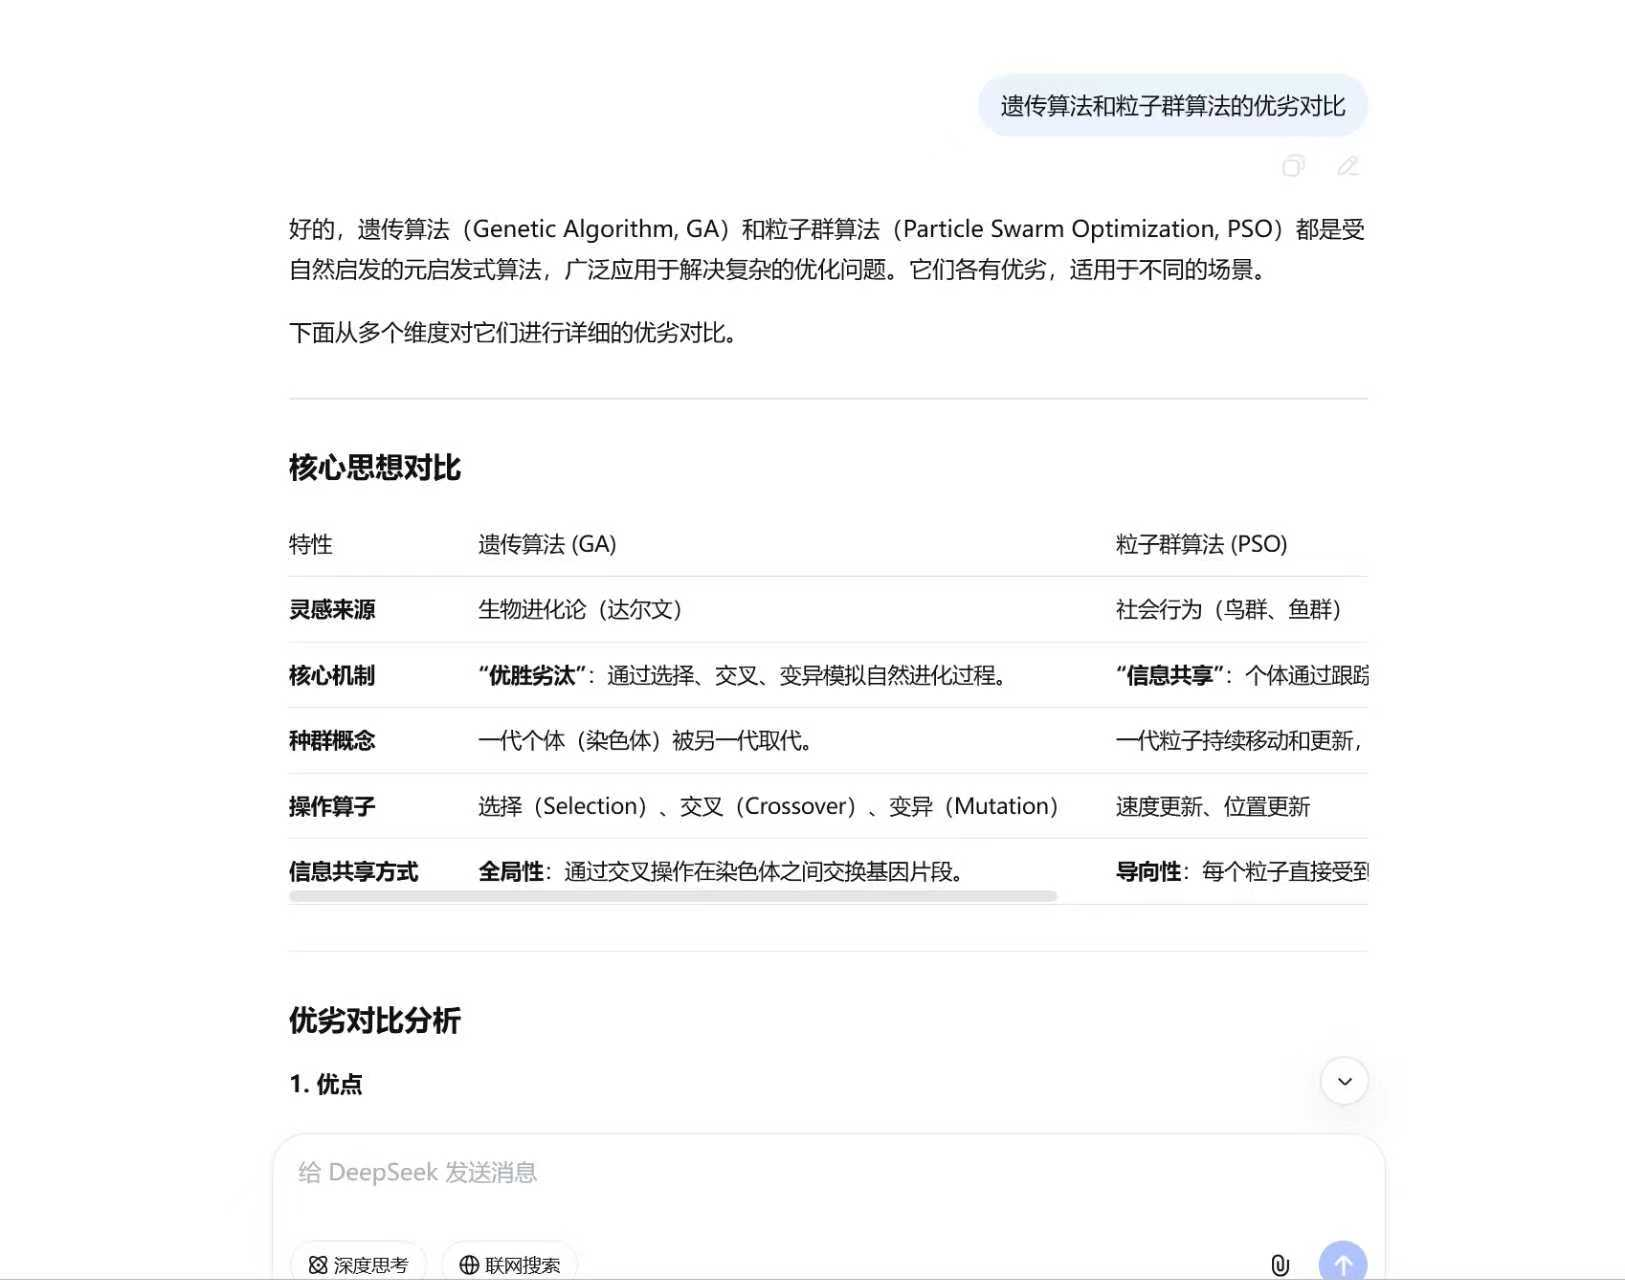 遗传算法和粒子群算法的优劣对比
好的，遗传算法（Genetic Algorithm, GA）和粒子群算法（Particle Swarm Optimization, PSO）都是受
自然启发的元启发式算法，广泛应用于解决复杂的优化问题。它们各有优劣，适用于不同的场景。
下面从多个维度对它们进行详细的优劣对比。
核心思想对比
特性 遗传算法 (GA) 粒子群算法 (PSO)
灵感来源 生物进化论（达尔文） 社会行为（鸟群、鱼群）
核心机制 “优胜劣汰”：通过选择、交叉、变异模拟自然进化过程。 “信息共享”：个体通过跟踪
种群概念 一代个体（染色体）被另一代取代。 一代粒子持续移动和更新，
操作算子 选择（Selection）、交叉（Crossover）、变异（Mutation） 速度更新、位置更新
信息共享方式 全局性：通过交叉操作在染色体之间交换基因片段。 导向性：每个粒子直接受到
优劣对比分析
1. 优点
给 DeepSeek 发送消息
深度思考 联网搜索